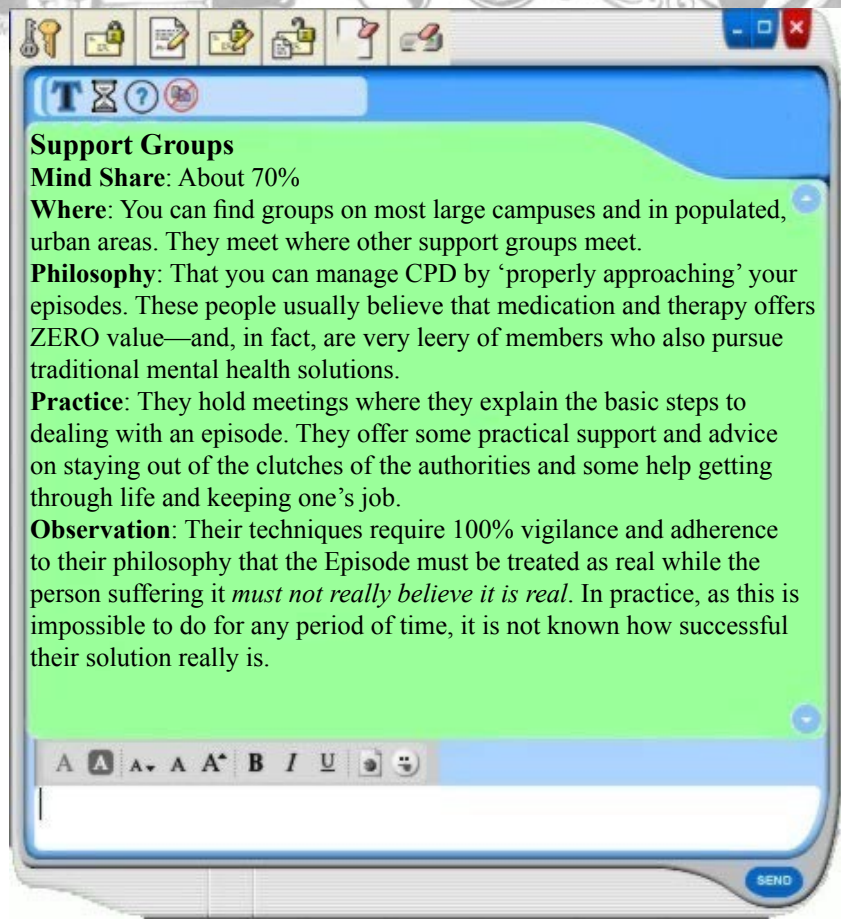 T ?
Support Groups
Mind Share: About 70%
Where: You can find groups on most large campuses and in populated,
urban areas. They meet where other support groups meet.
Philosophy: That you can manage CPD by ‘properly approaching’ your
episodes. These people usually believe that medication and therapy offers
ZERO value—and, in fact, are very leery of members who also pursue
traditional mental health solutions.
Practice: They hold meetings where they explain the basic steps to
dealing with an episode. They offer some practical support and advice
on staying out of the clutches of the authorities and some help getting
through life and keeping one’s job.
Observation: Their techniques require 100% vigilance and adherence
to their philosophy that the Episode must be treated as real while the
person suffering it must not really believe it is real. In practice, as this is
impossible to do for any period of time, it is not known how successful
their solution really is.
A A A A A B I U
SEND